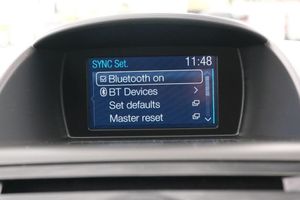 SYNC Set. 11:48
Bluetooth on
BT Devices
Set defaults
Master reset